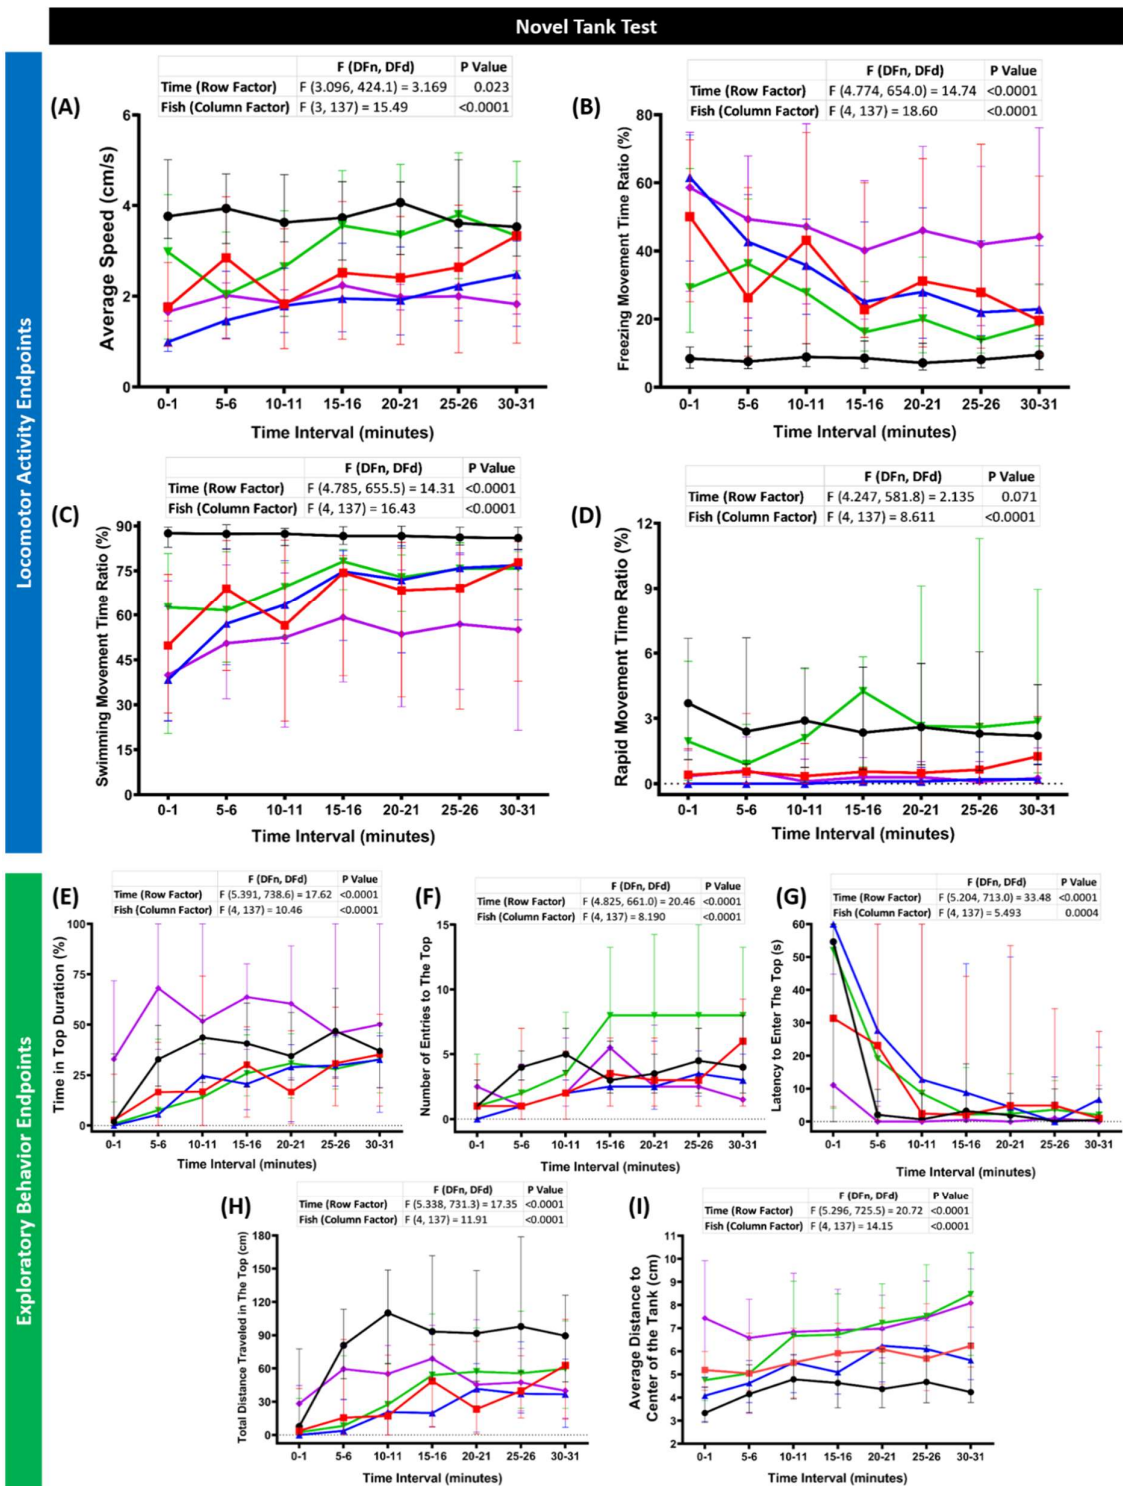 Novel Tank Test
Locomotor Activity Endpoints
(A)
F (DFn, DFd) P Value
Time (Row Factor) F (3.096, 424.1) = 3.169 0.023
Fish (Column Factor) F (3, 137) = 15.49 <0.0001
Average Speed (cm/s)
6
4
2
0
0-1 5-6 10-11 15-16 20-21 25-26 30-31
Time Interval (minutes)
(B)
F (DFn, DFd) P Value
Time (Row Factor) F (4.774, 654.0) = 14.74 <0.0001
Fish (Column Factor) F (4, 137) = 18.60 <0.0001
Freezing Movement Time Ratio (%)
80
60
40
20
0
0-1 5-6 10-11 15-16 20-21 25-26 30-31
Time Interval (minutes)
(C)
F (DFn, DFd) P Value
Time (Row Factor) F (4.785, 655.5) = 14.31 <0.0001
Fish (Column Factor) F (4, 137) = 16.43 <0.0001
Swimming Movement Time Ratio (%)
90
75
60
45
30
15
0
0-1 5-6 10-11 15-16 20-21 25-26 30-31
Time Interval (minutes)
(D)
F (DFn, DFd) P Value
Time (Row Factor) F (4.247, 581.8) = 2.135 0.071
Fish (Column Factor) F (4, 137) = 8.611 <0.0001
Rapid Movement Time Ratio (%)
12
9
6
3
0
0-1 5-6 10-11 15-16 20-21 25-26 30-31
Time Interval (minutes)
Exploratory Behavior Endpoints
(E)
F (DFn, DFd) P Value
Time (Row Factor) F (5.391, 738.6) = 17.62 <0.0001
Fish (Column Factor) F (4, 137) = 10.46 <0.0001
Time in Top Duration (%)
100
75
50
25
0
0-1 5-6 10-11 15-16 20-21 25-26 30-31
Time Interval (minutes)
(F)
F (DFn, DFd) P Value
Time (Row Factor) F (4.825, 661.0) = 20.46 <0.0001
Fish (Column Factor) F (4, 137) = 8.190 <0.0001
Number of Entries to The Top
15
10
5
0
0-1 5-6 10-11 15-16 20-21 25-26 30-31
Time Interval (minutes)
(G)
F (DFn, DFd) P Value
Time (Row Factor) F (5.204, 713.0) = 33.48 <0.0001
Fish (Column Factor) F (4, 137) = 5.493 0.0004
Latency to Enter The Top (s)
60
50
40
30
20
10
0
0-1 5-6 10-11 15-16 20-21 25-26 30-31
Time Interval (minutes)
(H)
F (DFn, DFd) P Value
Time (Row Factor) F (5.338, 731.3) = 17.35 <0.0001
Fish (Column Factor) F (4, 137) = 11.91 <0.0001
Total Distance Traveled in The Top (cm)
180
150
120
90
60
30
0
0-1 5-6 10-11 15-16 20-21 25-26 30-31
Time Interval (minutes)
(I)
F (DFn, DFd) P Value
Time (Row Factor) F (5.296, 725.5) = 20.72 <0.0001
Fish (Column Factor) F (4, 137) = 14.15 <0.0001
Average Distance to
Center of the Tank (cm)
11
10
9
8
7
6
5
4
3
2
0-1 5-6 10-11 15-16 20-21 25-26 30-31
Time Interval (minutes)